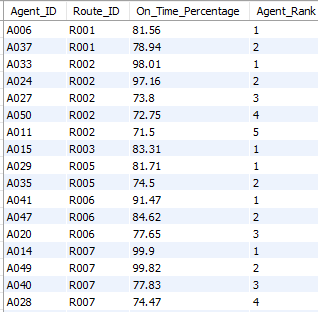 Agent_ID Route_ID On_Time_Percentage Agent_Rank
A006 R001 81.56 1
A037 R001 78.94 2
A033 R002 98.01 1
A024 R002 97.16 2
A027 R002 73.8 3
A050 R002 72.75 4
A011 R002 71.5 5
A015 R003 83.31 1
A029 R005 81.71 1
A035 R005 74.5 2
A041 R006 91.47 1
A047 R006 84.62 2
A020 R006 77.65 3
A014 R007 99.9 1
A049 R007 99.82 2
A040 R007 77.83 3
A028 R007 74.47 4